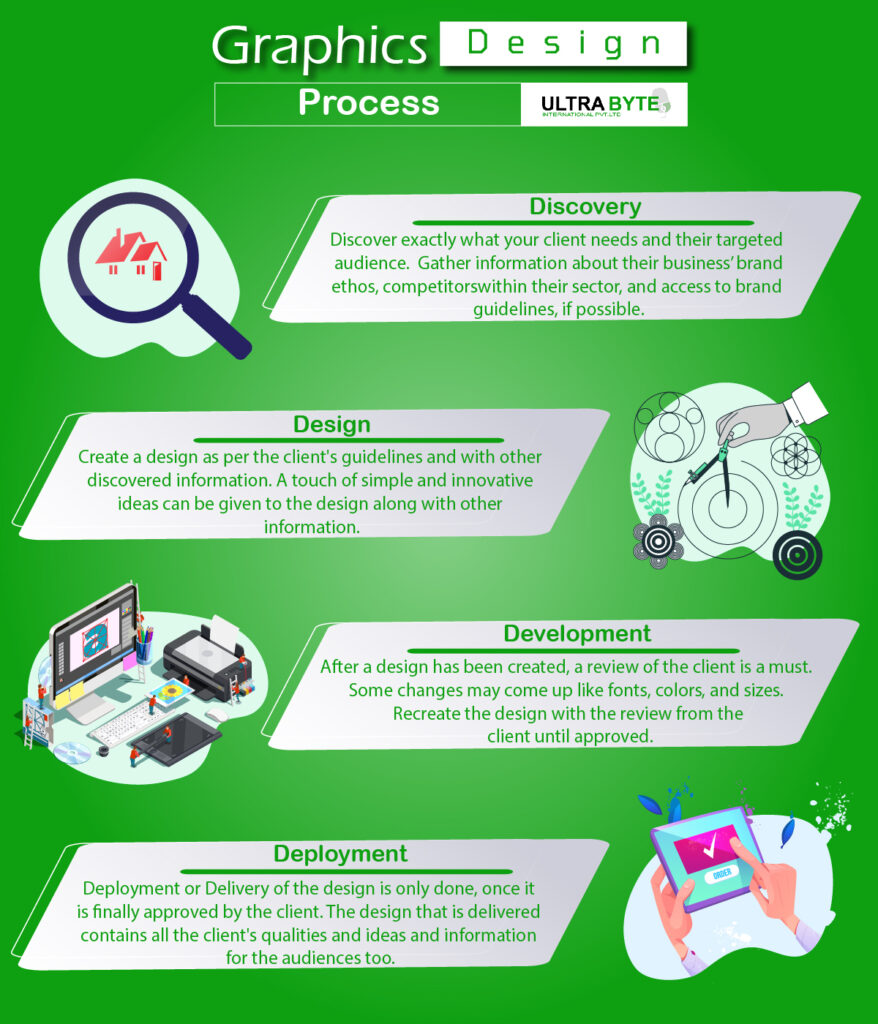 Graphics Design
Process
ULTRA BYTE
INTERNATIONAL PVT.LTD
Discovery
Discover exactly what your client needs and their targeted
audience. Gather information about their business’ brand
ethos, competitorswithin their sector, and access to brand
guidelines, if possible.
Design
Create a design as per the client's guidelines and with other
discovered information. A touch of simple and innovative
ideas can be given to the design along with other
information.
a
Development
After a design has been created, a review of the client is a must.
Some changes may come up like fonts, colors, and sizes.
Recreate the design with the review from the
client until approved.
Deployment
Deployment or Delivery of the design is only done, once it
is finally approved by the client. The design that is delivered
contains all the client's qualities and ideas and information
for the audiences too.
ORDER